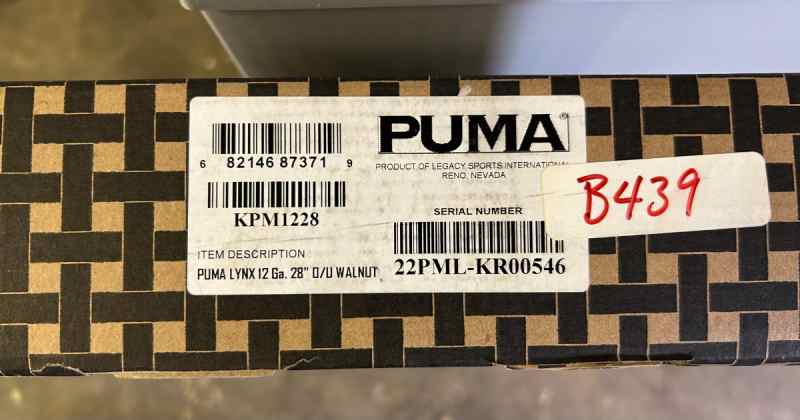 PUMA®
6 82146 87371 9
PRODUCT OF LEGACY SPORTS INTERNATIONAL
RENO, NEVADA
KPM1228
SERIAL NUMBER
B439
ITEM DESCRIPTION
PUMA LYNX 12 Ga. 28" O/U WALNUT
22PML-KR00546